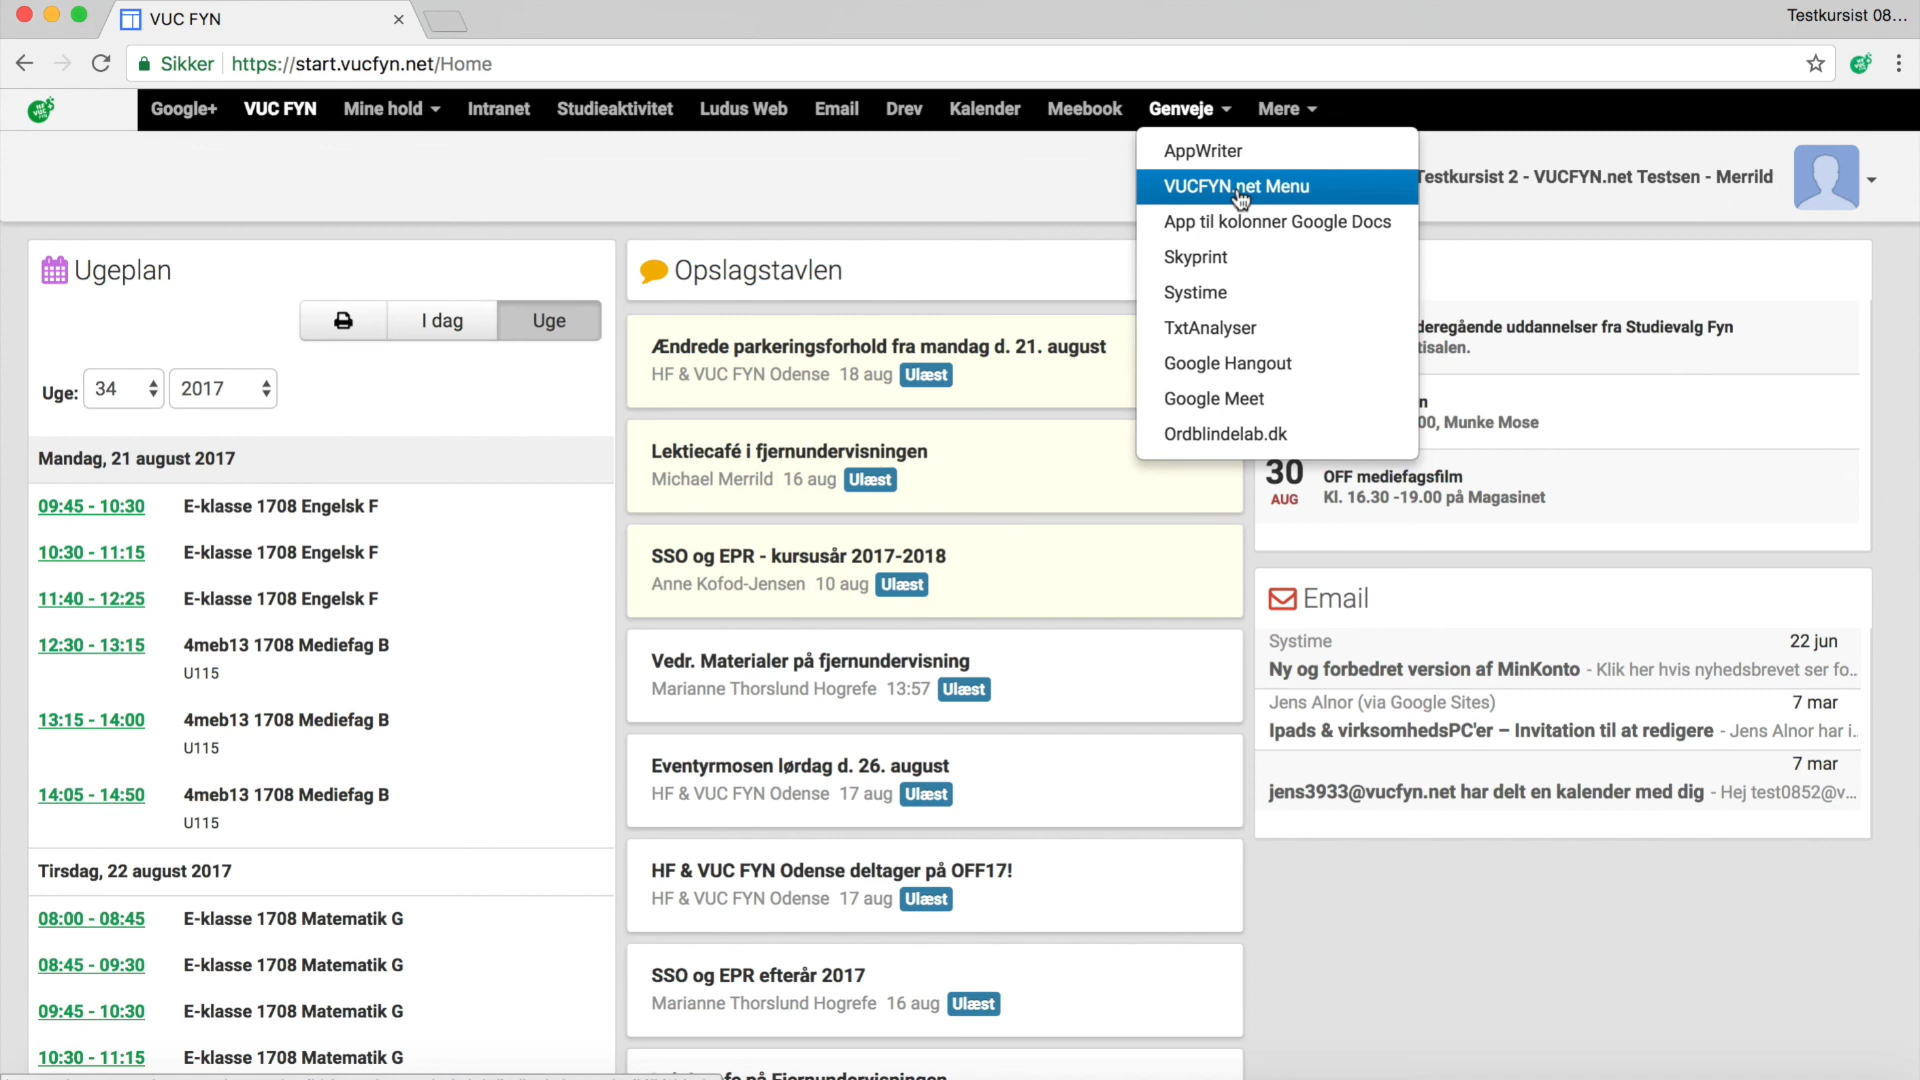 VUC FYN
Testkursist 08...
Sikker https://start.vucfyn.net/Home
Google+ VUC FYN Mine hold Intranet Studieaktivitet Ludus Web Email Drev Kalender Meebook Genveje Mere
AppWriter
VUCFYN.net Menu
App til kolonner Google Docs
Skyprint
Systime
TxtAnalyser
Google Hangout
Google Meet
Ordblindelab.dk
Testkursist 2 - VUCFYN.net Testsen - Merrild
Ugeplan
I dag Uge
Uge: 34 2017
Mandag, 21 august 2017
09:45 - 10:30 E-klasse 1708 Engelsk F
10:30 - 11:15 E-klasse 1708 Engelsk F
11:40 - 12:25 E-klasse 1708 Engelsk F
12:30 - 13:15 4meb13 1708 Mediefag B
U115
13:15 - 14:00 4meb13 1708 Mediefag B
U115
14:05 - 14:50 4meb13 1708 Mediefag B
U115
Tirsdag, 22 august 2017
08:00 - 08:45 E-klasse 1708 Matematik G
08:45 - 09:30 E-klasse 1708 Matematik G
09:45 - 10:30 E-klasse 1708 Matematik G
10:30 - 11:15 E-klasse 1708 Matematik G
Opslagstavlen
Ændrede parkeringsforhold fra mandag d. 21. august
HF & VUC FYN Odense 18 aug Ulæst
Lektiecafé i fjernundervisningen
Michael Merrild 16 aug Ulæst
SSO og EPR - kursusår 2017-2018
Anne Kofod-Jensen 10 aug Ulæst
Vedr. Materialer på fjernundervisning
Marianne Thorslund Hogrefe 13:57 Ulæst
Eventyrmosen lørdag d. 26. august
HF & VUC FYN Odense 17 aug Ulæst
HF & VUC FYN Odense deltager på OFF17!
HF & VUC FYN Odense 17 aug Ulæst
SSO og EPR efterår 2017
Marianne Thorslund Hogrefe 16 aug Ulæst
deregående uddannelser fra Studievalg Fyn
tisalen.
n
00, Munke Mose
30 AUG
OFF mediefagsfilm
Kl. 16.30 -19.00 på Magasinet
Email
Systime 22 jun
Ny og forbedret version af MinKonto - Klik her hvis nyhedsbrevet ser fo...
Jens Alnor (via Google Sites) 7 mar
Ipads & virksomhedsPC'er – Invitation til at redigere - Jens Alnor har i..
7 mar
jens3933@vucfyn.net har delt en kalender med dig - Hej test0852@v...